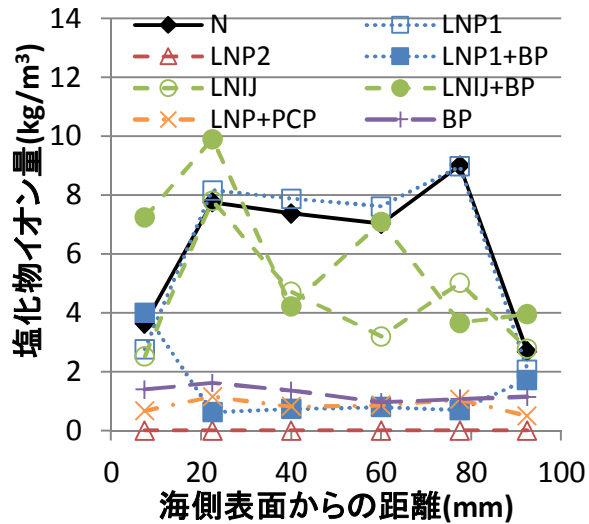 N
LNP1
LNP2
LNP1+BP
LNIJ
LNIJ+BP
LNP+PCP
BP
塩化物イオン量(kg/m³)
14
12
10
8
6
4
2
0
0 20 40 60 80 100
海側表面からの距離(mm)